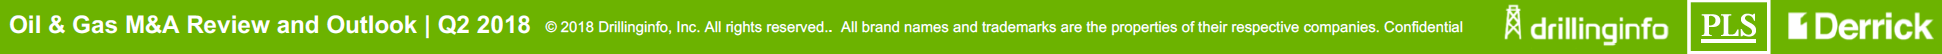 Oil & Gas M&A Review and Outlook | Q2 2018 © 2018 Drillinginfo, Inc. All rights reserved.. All brand names and trademarks are the properties of their respective companies. Confidential drillinginfo PLS Derrick